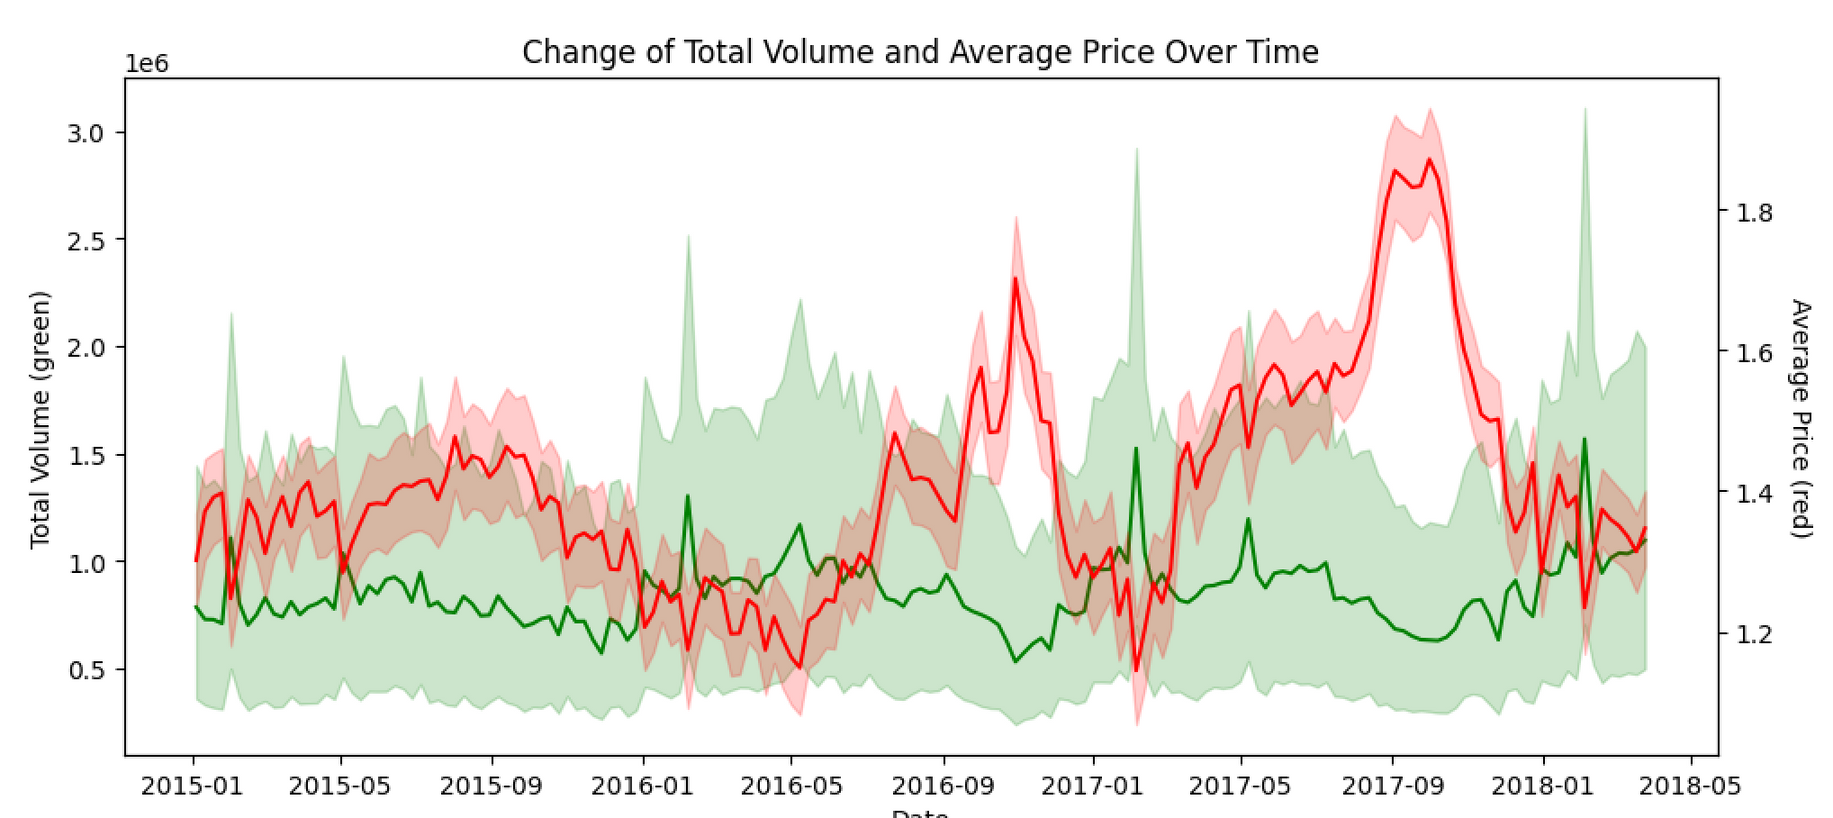 Change of Total Volume and Average Price Over Time
1e6
3.0
2.5
2.0
1.5
1.0
0.5
Total Volume (green)
1.8
1.6
1.4
1.2
Average Price (red)
2015-01 2015-05 2015-09 2016-01 2016-05 2016-09 2017-01 2017-05 2017-09 2018-01 2018-05
Date